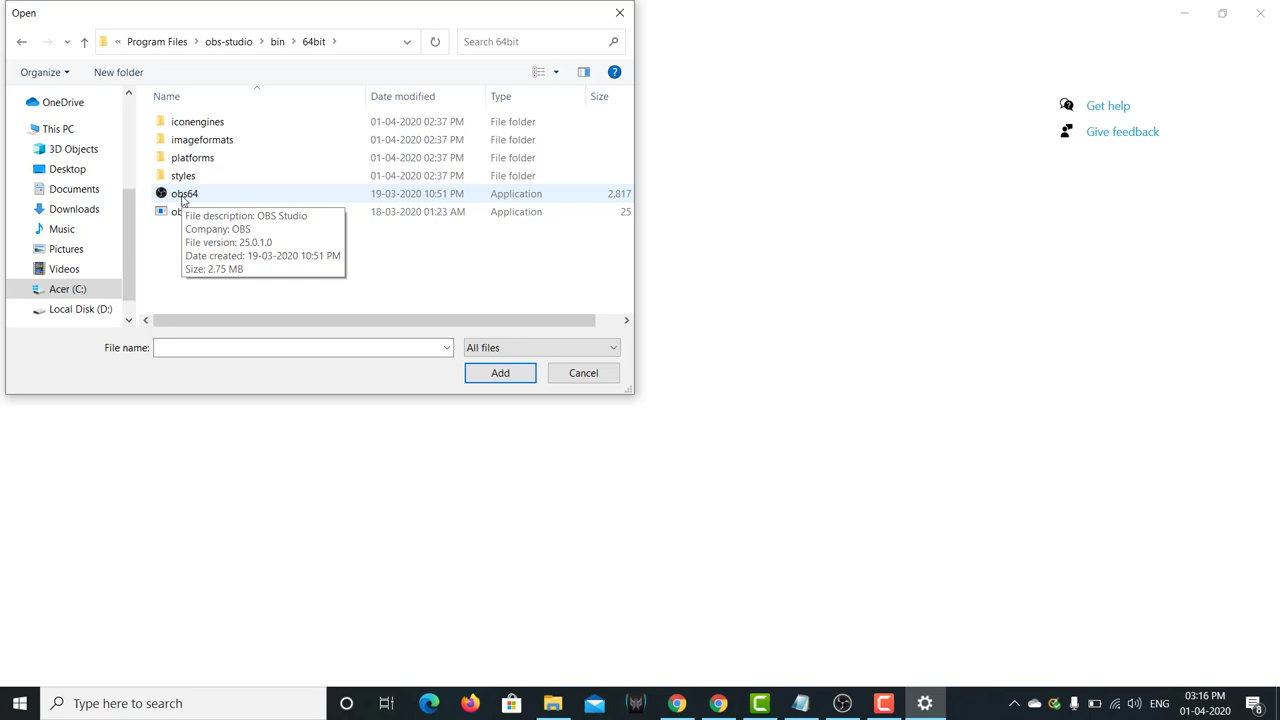 Open
« Program Files > obs-studio > bin > 64bit >
Search 64bit
Organize
New folder
Name
Date modified
Type
Size
OneDrive
This PC
3D Objects
Desktop
Documents
Downloads
Music
Pictures
Videos
Acer (C:)
Local Disk (D:)
iconengines 01-04-2020 02:37 PM File folder
imageformats 01-04-2020 02:37 PM File folder
platforms 01-04-2020 02:37 PM File folder
styles 01-04-2020 02:37 PM File folder
obs64 19-03-2020 10:51 PM Application 2,817
ob 18-03-2020 01:23 AM Application 25
File description: OBS Studio
Company: OBS
File version: 25.0.1.0
Date created: 19-03-2020 10:51 PM
Size: 2.75 MB
File name:
All files
Add
Cancel
Get help
Give feedback
Type here to search
ENG
03:16 PM
01-04-2020
8